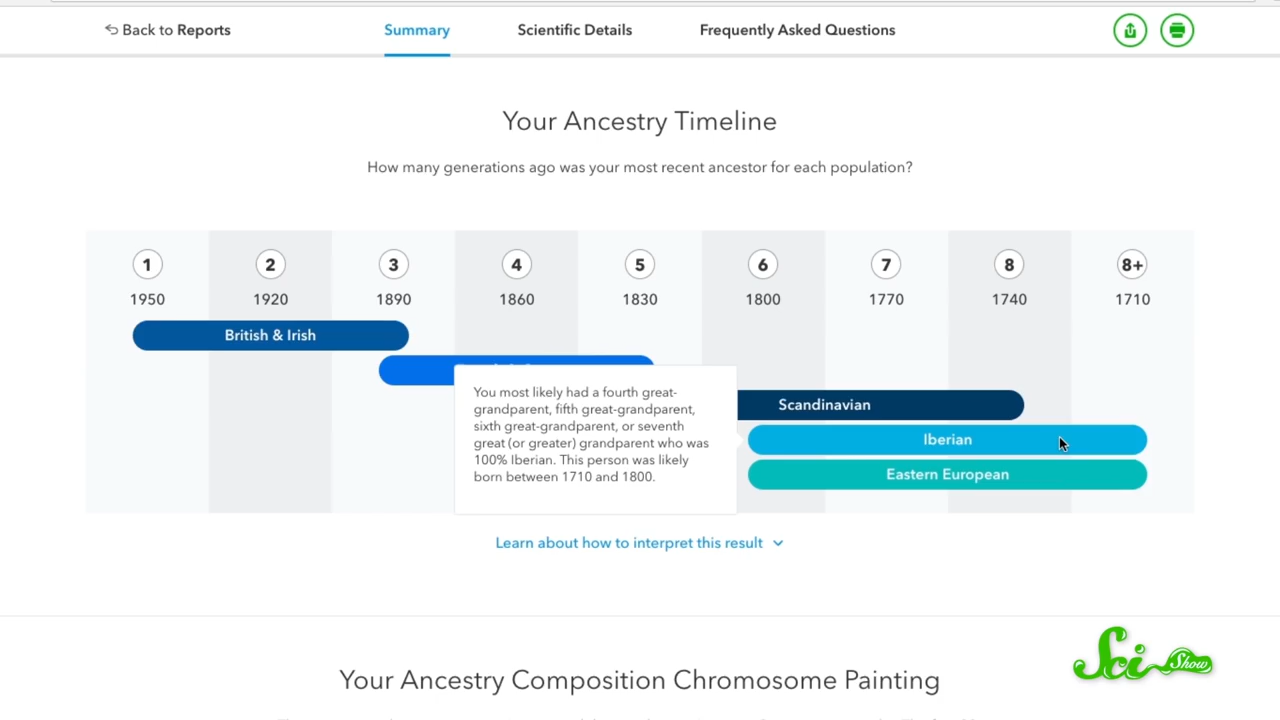 Back to Reports
Summary
Scientific Details
Frequently Asked Questions
Your Ancestry Timeline
How many generations ago was your most recent ancestor for each population?
1 2 3 4 5 6 7 8 8+
1950 1920 1890 1860 1830 1800 1770 1740 1710
British & Irish
You most likely had a fourth great-
grandparent, fifth great-grandparent,
sixth great-grandparent, or seventh
great (or greater) grandparent who was
100% Iberian. This person was likely
born between 1710 and 1800.
Scandinavian
Iberian
Eastern European
Learn about how to interpret this result
Your Ancestry Composition Chromosome Painting
Sci Show